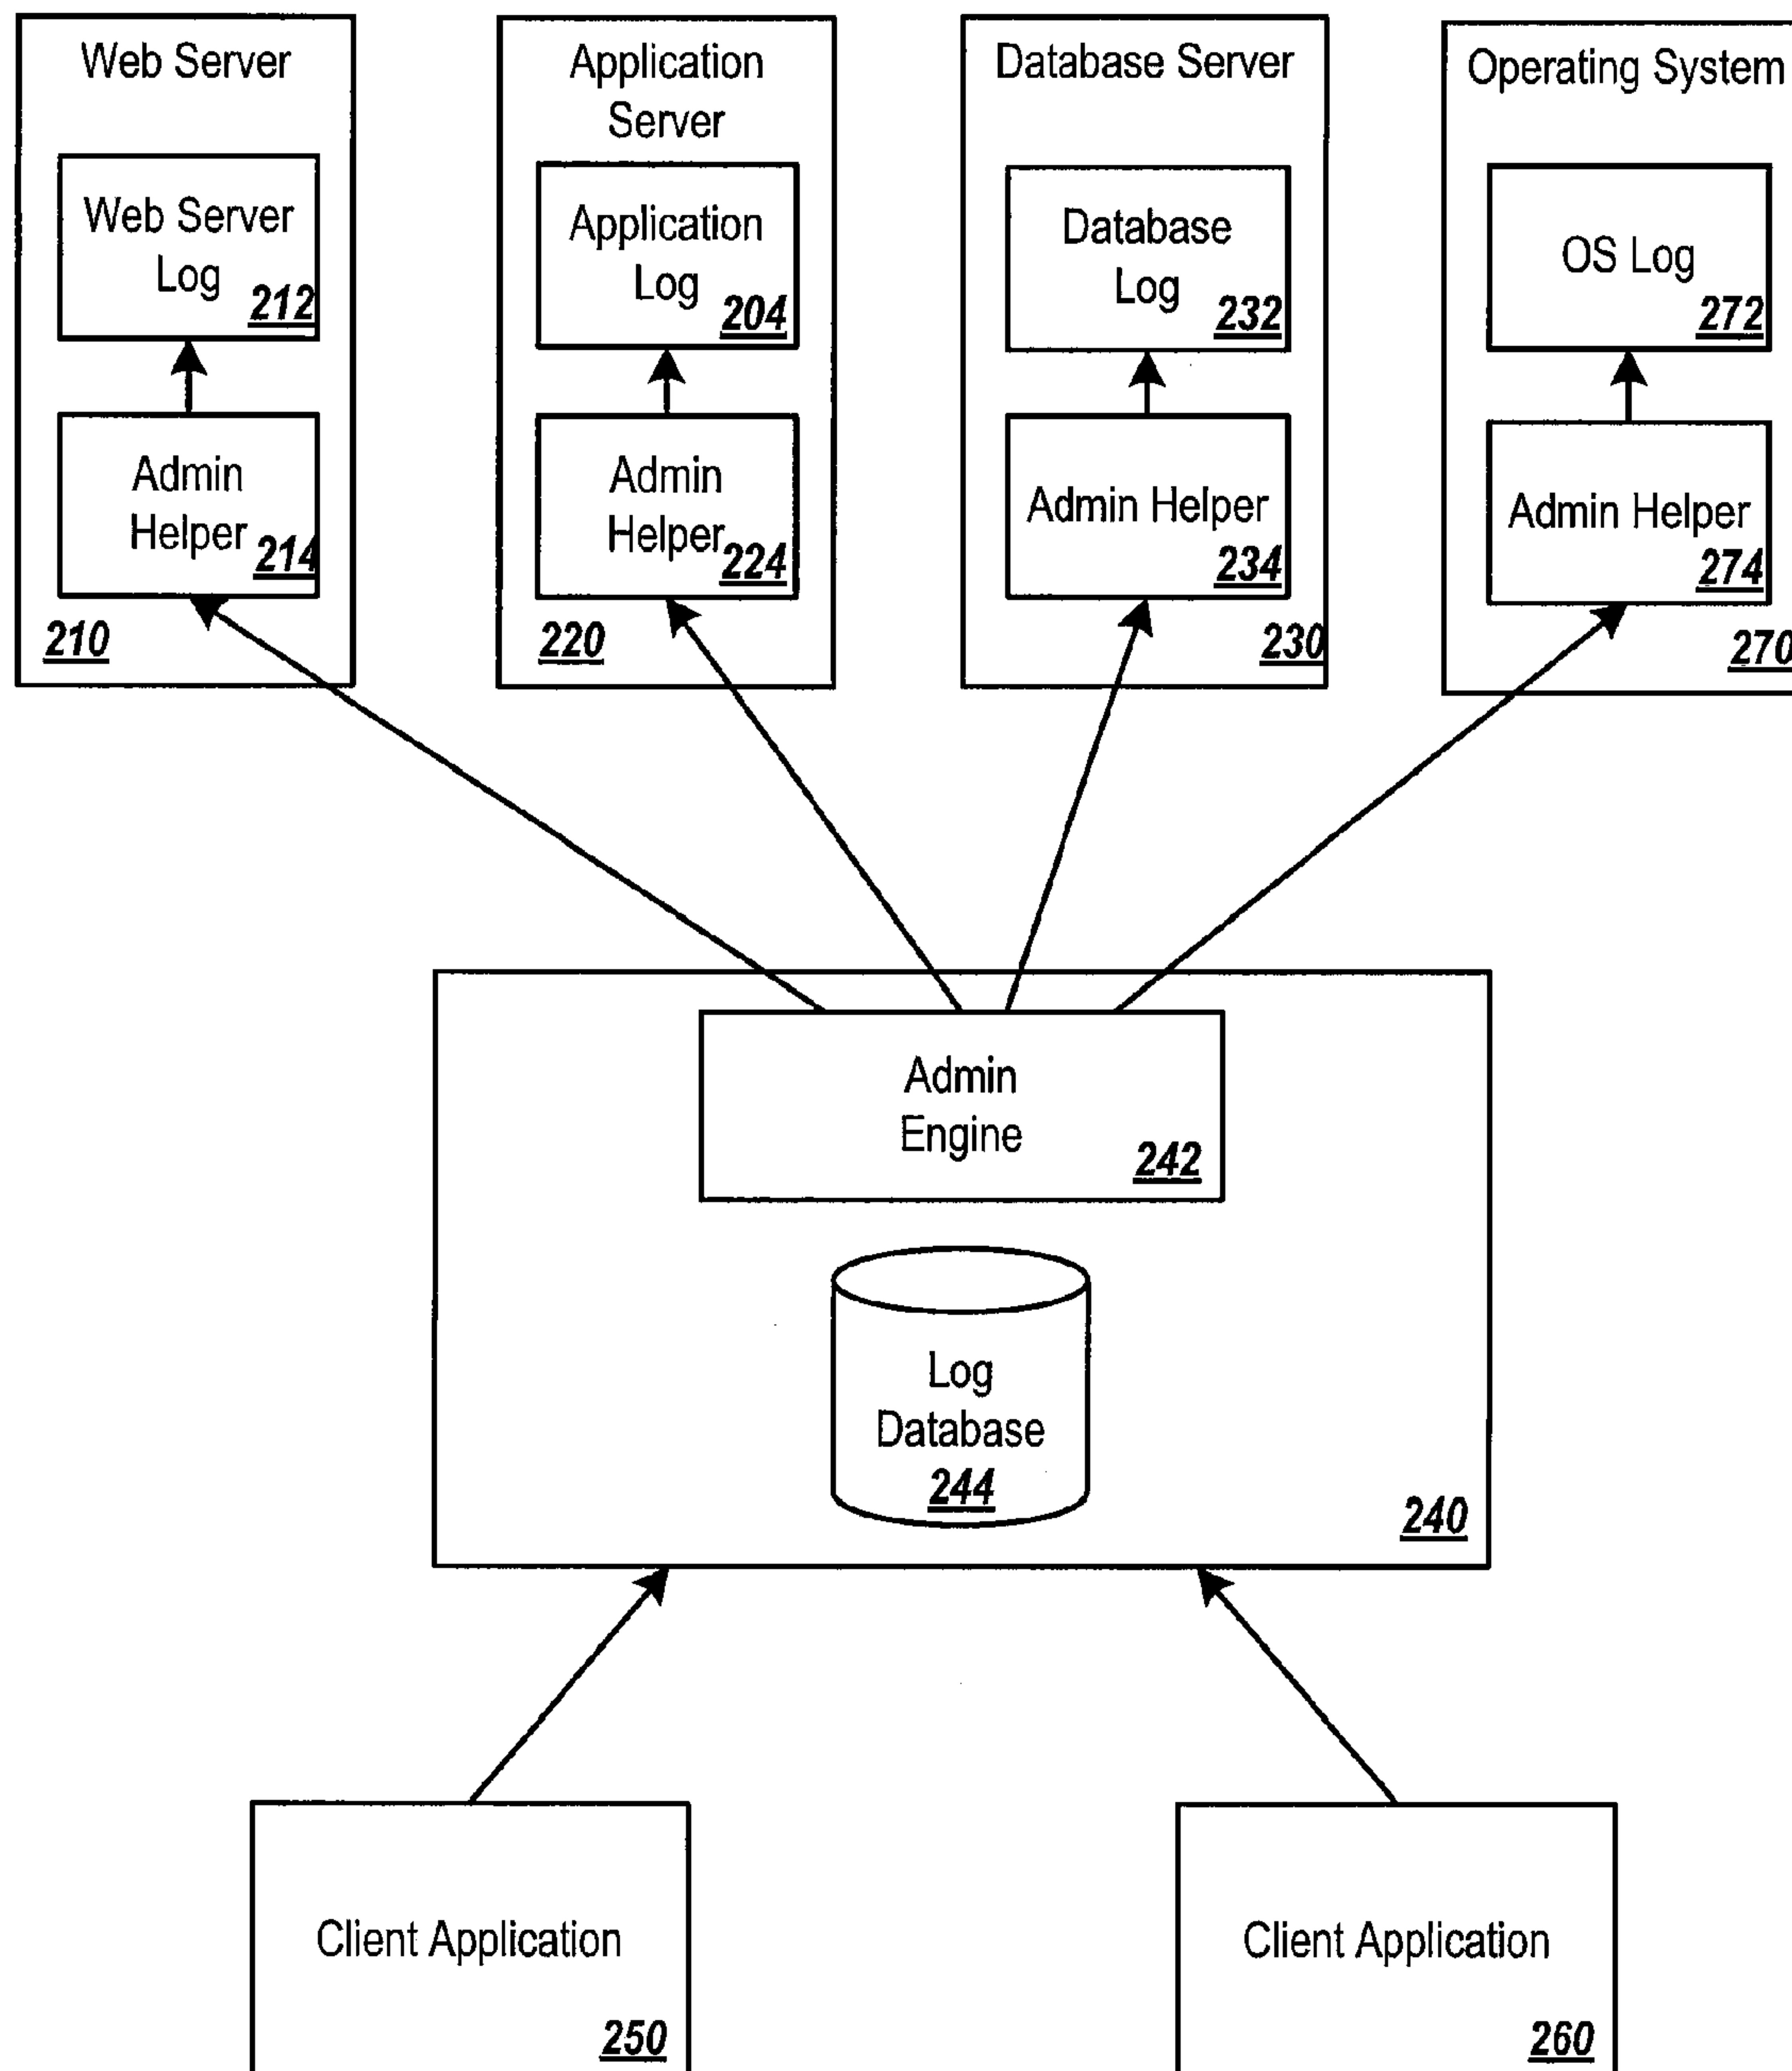 Web Server
Web Server
Log
212
Admin
Helper
214
210
Application
Server
Application
Log
204
Admin
Helper
224
220
Database Server
Database
Log
232
Admin Helper
234
230
Operating System
OS Log
272
Admin Helper
274
270
Admin
Engine
242
Log
Database
244
240
Client Application
250
Client Application
260